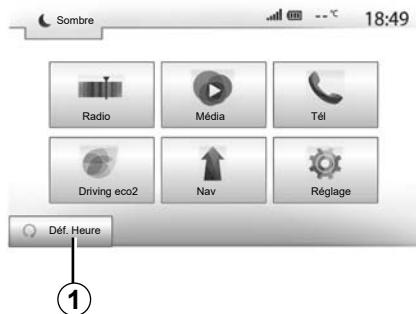 Sombre
--°C 18:49
Radio Média Tél
Driving eco2 Nav Réglage
Déf. Heure
1